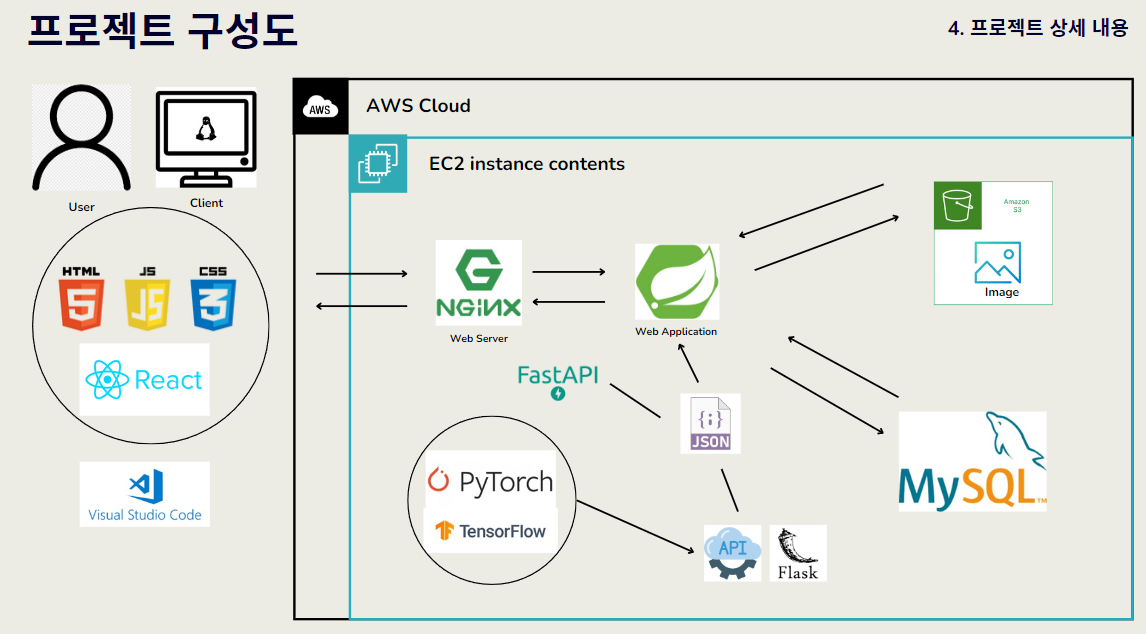 프로젝트 구성도
4. 프로젝트 상세 내용
User
Client
AWS
AWS Cloud
EC2 instance contents
HTML
JS
CSS
5
JS
3
React
Visual Studio Code
NGiNX
Web Server
Web Application
Amazon
S3
Image
FastAPI
{;}
JSON
PyTorch
TensorFlow
API
Flask
MySQL™